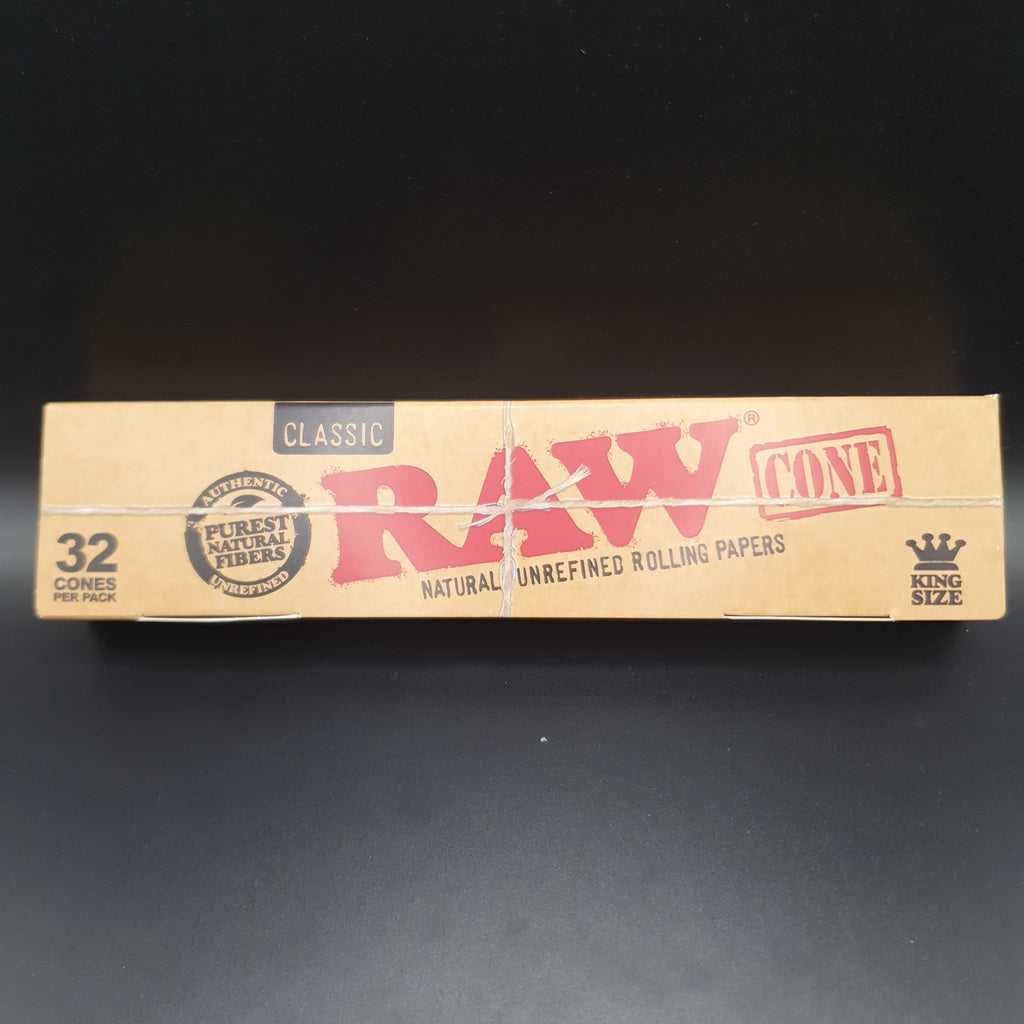 CLASSIC
RAW®
CONE
NATURAL UNREFINED ROLLING PAPERS
AUTHENTIC
PUREST
NATURAL
FIBERS
UNREFINED
32
CONES
PER PACK
KING
SIZE